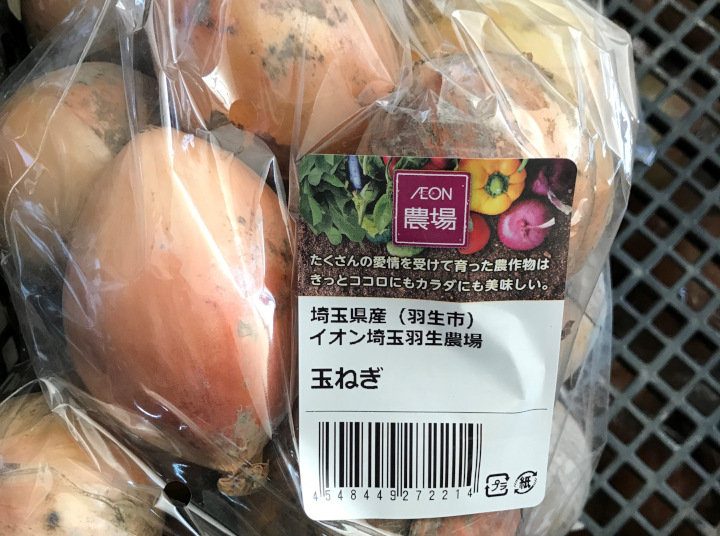 ÆON
農場
たくさんの愛情を受けて育った農作物は
きっとココロにもカラダにも美味しい。
埼玉県産（羽生市）
イオン埼玉羽生農場
玉ねぎ
4548449272214
プラ
紙